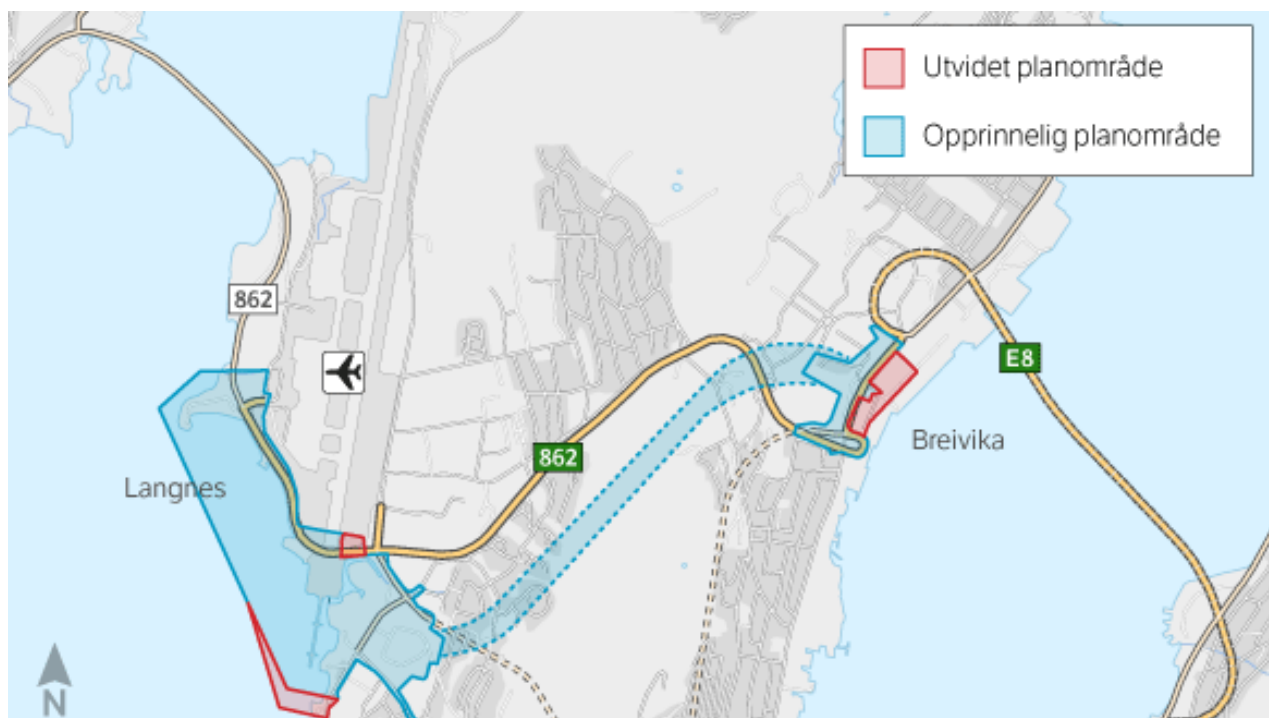 Utvidet planområde
Opprinnelig planområde
862
E8
Breivika
862
Langnes
N